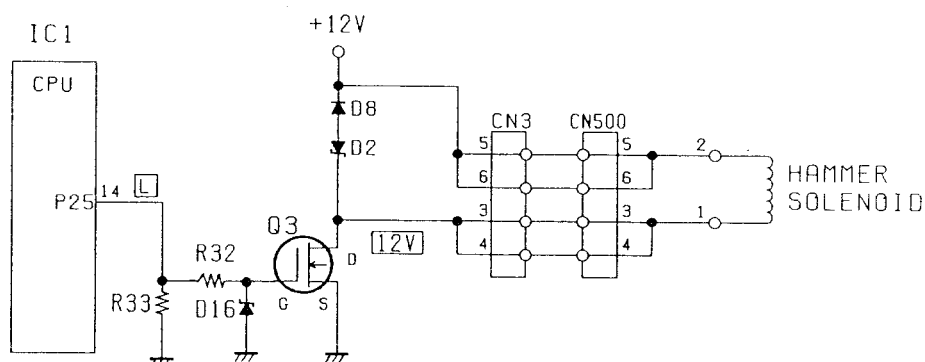 +12V
IC1
CPU
D8
D2
CN3
CN500
5
5
2
6
6
HAMMER
SOLENOID
14
L
P25
3
3
1
4
4
Q3
12V
D
R32
G
S
R33
D16